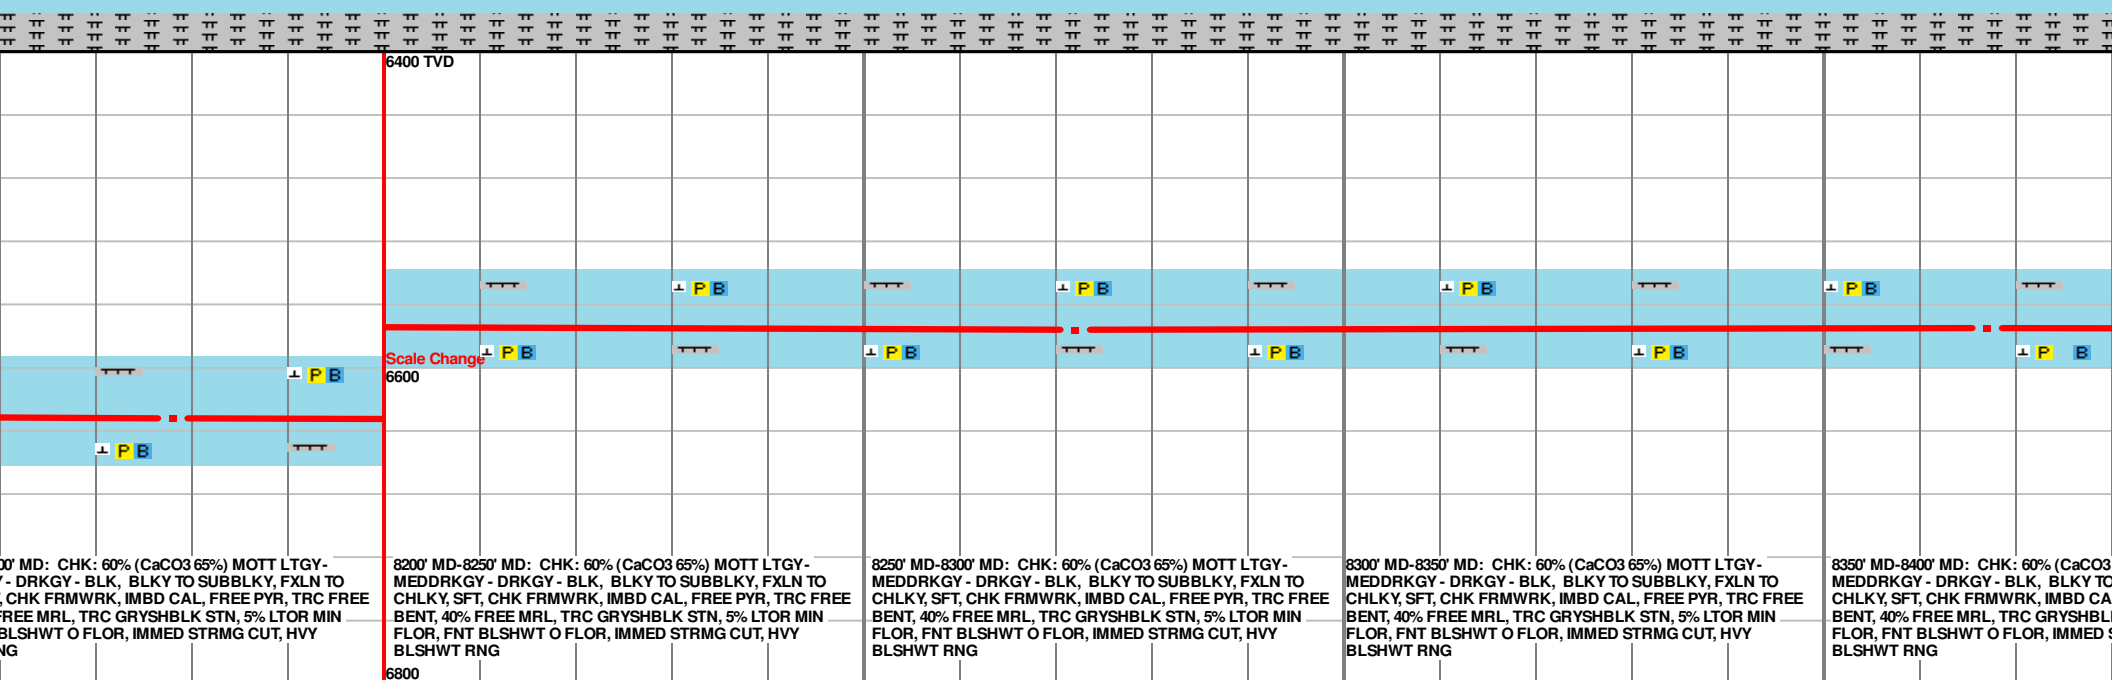 6400 TVD
P B
P B
P B
P B
P B
Scale Change
P B
P B
P B
P B
P B
6600
P B
00' MD: CHK: 60% (CaCO3 65%) MOTT LTGY-
Y - DRKGY - BLK, BLKY TO SUBBLKY, FXLN TO
, CHK FRMWRK, IMBD CAL, FREE PYR, TRC FREE
FREE MRL, TRC GRYSHBLK STN, 5% LTOR MIN
BLSHWT O FLOR, IMMED STRMG CUT, HVY
NG
8200' MD-8250' MD: CHK: 60% (CaCO3 65%) MOTT LTGY-
MEDDRKGY - DRKGY - BLK, BLKY TO SUBBLKY, FXLN TO
CHLKY, SFT, CHK FRMWRK, IMBD CAL, FREE PYR, TRC FREE
BENT, 40% FREE MRL, TRC GRYSHBLK STN, 5% LTOR MIN
FLOR, FNT BLSHWT O FLOR, IMMED STRMG CUT, HVY
BLSHWT RNG
8250' MD-8300' MD: CHK: 60% (CaCO3 65%) MOTT LTGY-
MEDDRKGY - DRKGY - BLK, BLKY TO SUBBLKY, FXLN TO
CHLKY, SFT, CHK FRMWRK, IMBD CAL, FREE PYR, TRC FREE
BENT, 40% FREE MRL, TRC GRYSHBLK STN, 5% LTOR MIN
FLOR, FNT BLSHWT O FLOR, IMMED STRMG CUT, HVY
BLSHWT RNG
8300' MD-8350' MD: CHK: 60% (CaCO3 65%) MOTT LTGY-
MEDDRKGY - DRKGY - BLK, BLKY TO SUBBLKY, FXLN TO
CHLKY, SFT, CHK FRMWRK, IMBD CAL, FREE PYR, TRC FREE
BENT, 40% FREE MRL, TRC GRYSHBLK STN, 5% LTOR MIN
FLOR, FNT BLSHWT O FLOR, IMMED STRMG CUT, HVY
BLSHWT RNG
8350' MD-8400' MD: CHK: 60% (CaCO3
MEDDRKGY - DRKGY - BLK, BLKY TO
CHLKY, SFT, CHK FRMWRK, IMBD CA
BENT, 40% FREE MRL, TRC GRYSHBL
FLOR, FNT BLSHWT O FLOR, IMMED S
BLSHWT RNG
6800